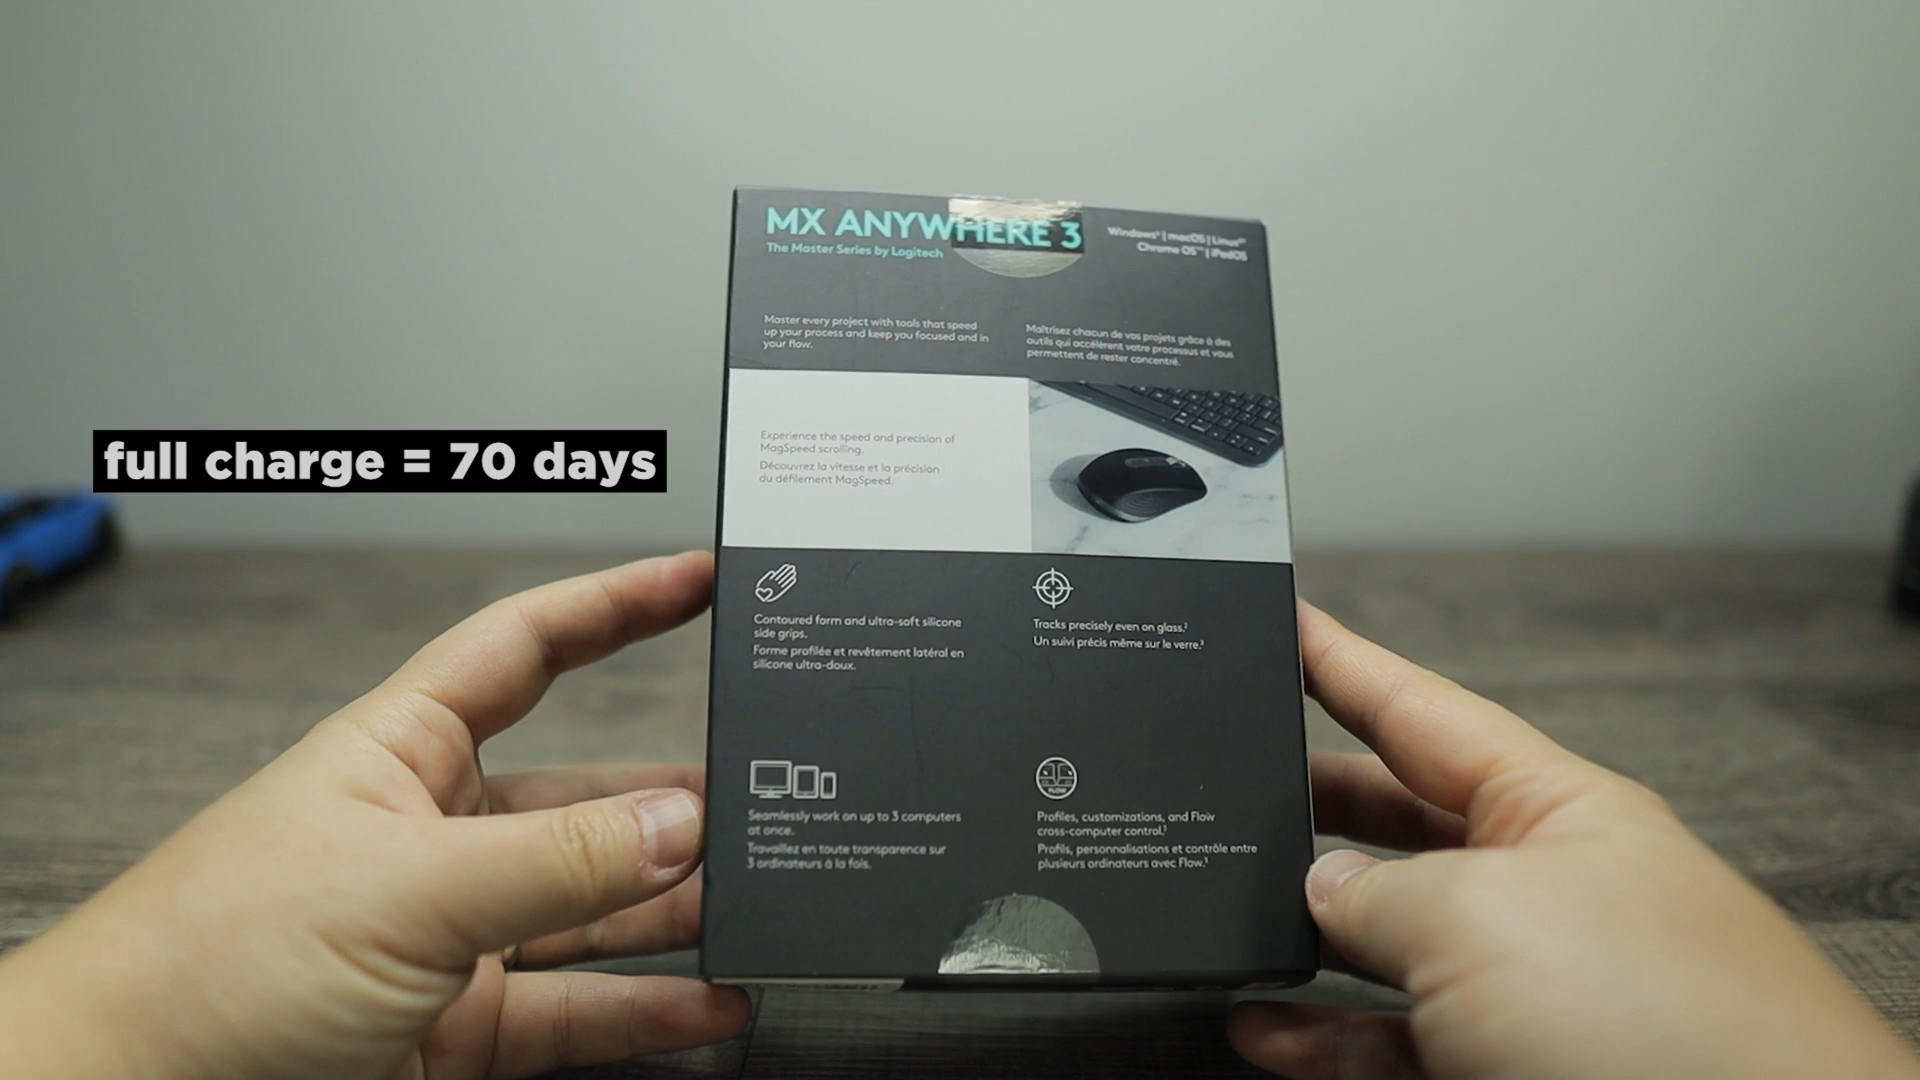 MX ANYWHERE 3
The Master Series by Logitech
Windows® | macOS | Linux®
Chrome OS™ | iPadOS
Master every project with tools that speed
up your process and keep you focused and in
your flow.
Maîtrisez chacun de vos projets grâce à des
outils qui accélèrent votre processus et vous
permettent de rester concentré.
full charge = 70 days
Experience the speed and precision of
MagSpeed scrolling.
Découvrez la vitesse et la précision
du défilement MagSpeed.
Contoured form and ultra-soft silicone
side grips.
Forme profilée et revêtement latéral en
silicone ultra-doux.
Tracks precisely even on glass.²
Un suivi précis même sur le verre.²
Seamlessly work on up to 3 computers
at once.
Travaillez en toute transparence sur
3 ordinateurs à la fois.
FLOW
Profiles, customizations, and Flow
cross-computer control.³
Profils, personnalisations et contrôle entre
plusieurs ordinateurs avec Flow.³